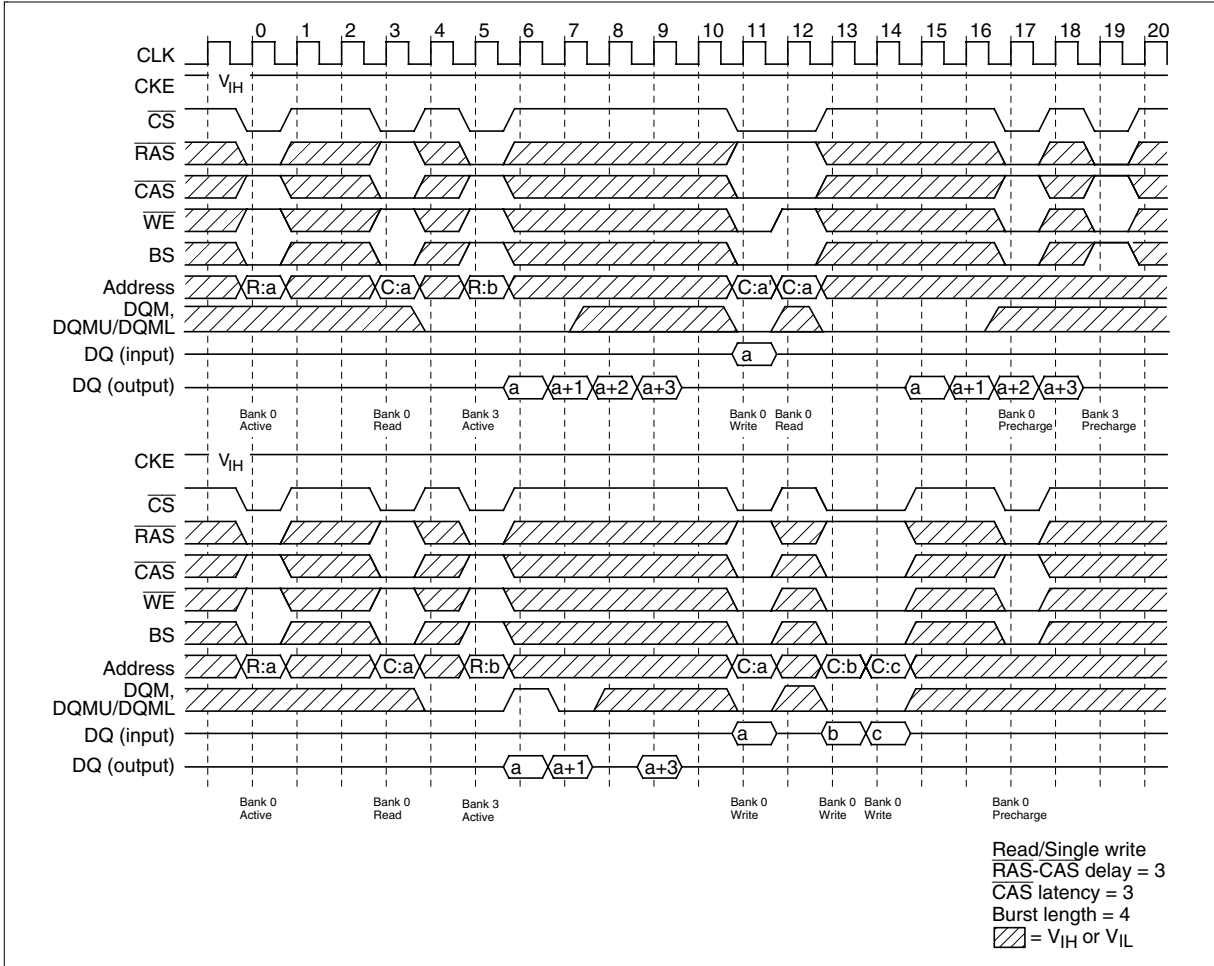 0 1 2 3 4 5 6 7 8 9 10 11 12 13 14 15 16 17 18 19 20
CLK
CKE VIH
CS
RAS
CAS
WE
BS
Address R:a C:a R:b C:a' C:a
DQM,
DQMU/DQML
DQ (input) a
DQ (output) a a+1 a+2 a+3 a a+1 a+2 a+3
Bank 0 Bank 0 Bank 3 Bank 0 Bank 0 Bank 0 Bank 3
Active Read Active Write Read Precharge Precharge
CKE VIH
CS
RAS
CAS
WE
BS
Address R:a C:a R:b C:a C:b C:c
DQM,
DQMU/DQML
DQ (input) a b c
DQ (output) a a+1 a+3
Bank 0 Bank 0 Bank 3 Bank 0 Bank 0 Bank 0 Bank 0
Active Read Active Write Write Write Precharge
Read/Single write
RAS-CAS delay = 3
CAS latency = 3
Burst length = 4
= VIH or VIL